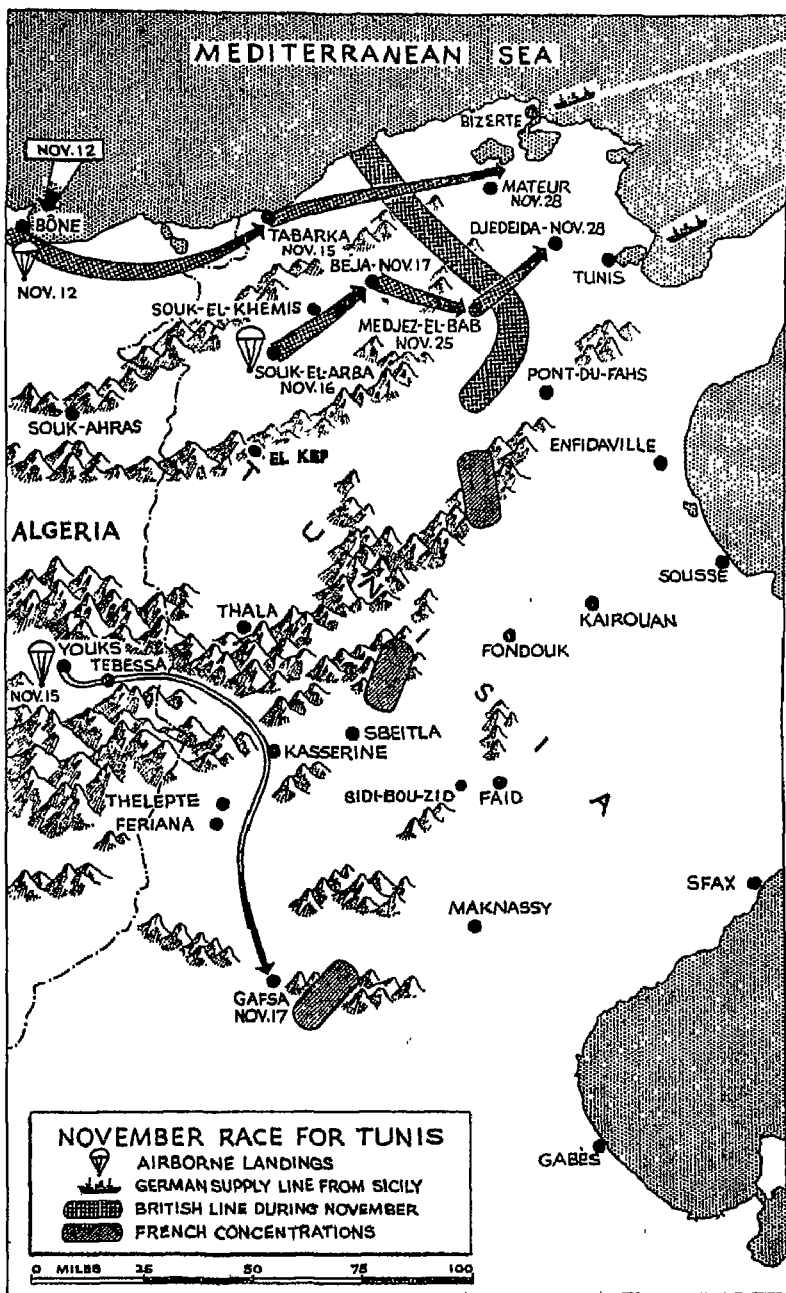 MEDITERRANEAN SEA
BIZERTE
NOV. 12
MATEUR
NOV. 28
BÔNE
DJEDEIDA-NOV. 28
TABARKA
NOV. 15
BEJA-NOV. 17
TUNIS
NOV. 12
SOUK-EL-KHEMIS
MEDJEZ-EL-BAB
NOV. 25
SOUK-EL-ARBA
NOV. 16
PONT-DU-FAHS
SOUK-AHRAS
ENFIDAVILLE
EL KEF
ALGERIA
TUNISIA
SOUSSE
KAIROUAN
THALA
FONDOUK
YOUKS
TEBESSA
NOV. 15
SBEITLA
KASSERINE
SIDI-BOU-ZID
FAID
THELEPTE
FERIANA
SFAX
MAKNASSY
GAFSA
NOV. 17
GABÈS
NOVEMBER RACE FOR TUNIS
AIRBORNE LANDINGS
GERMAN SUPPLY LINE FROM SICILY
BRITISH LINE DURING NOVEMBER
FRENCH CONCENTRATIONS
0 MILES 25 50 75 100